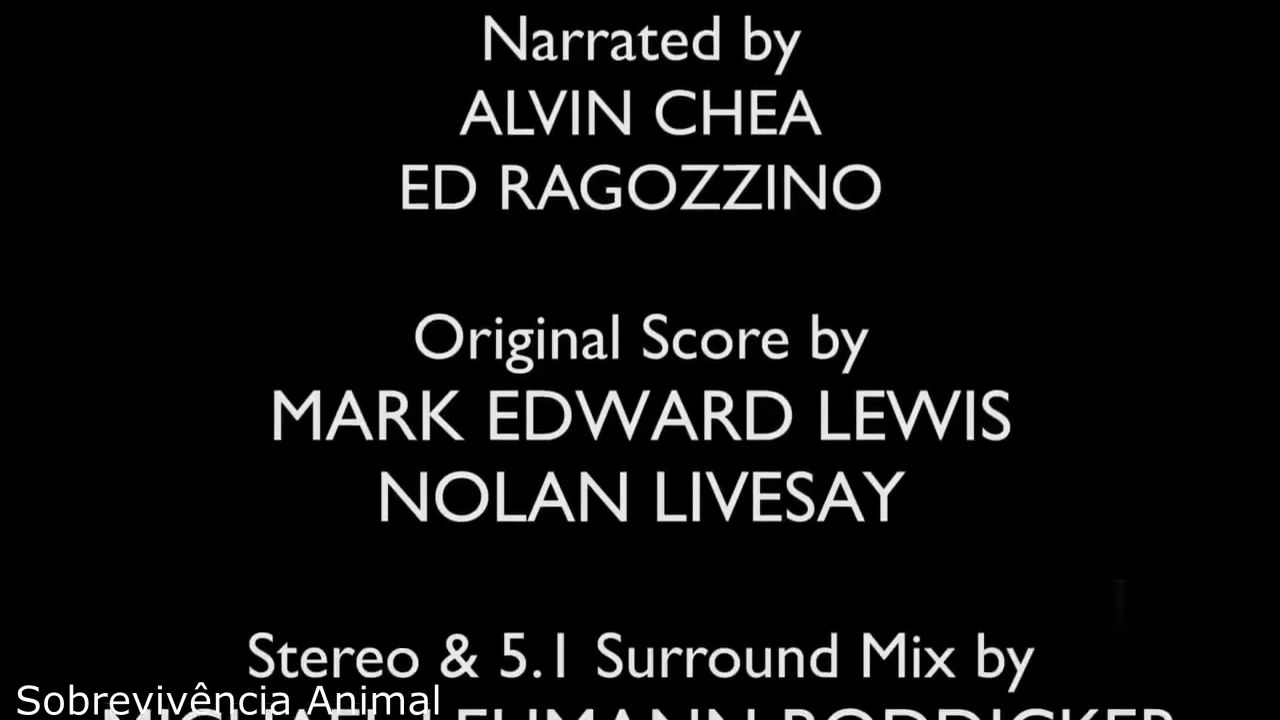 Narrated by
ALVIN CHEA
ED RAGOZZINO
Original Score by
MARK EDWARD LEWIS
NOLAN LIVESAY
Stereo & 5.1 Surround Mix by
Sobrevivência Animal